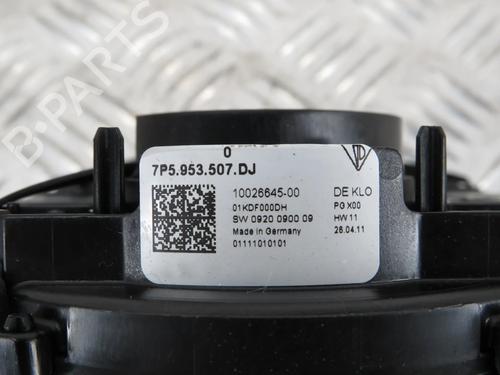 0
7P5.953.507.DJ
10026645-00 DE KLO
01KDF000DH PG X00
SW 0920 0900 09 HW 11
Made in Germany 26.04.11
01111010101
B-PARTS